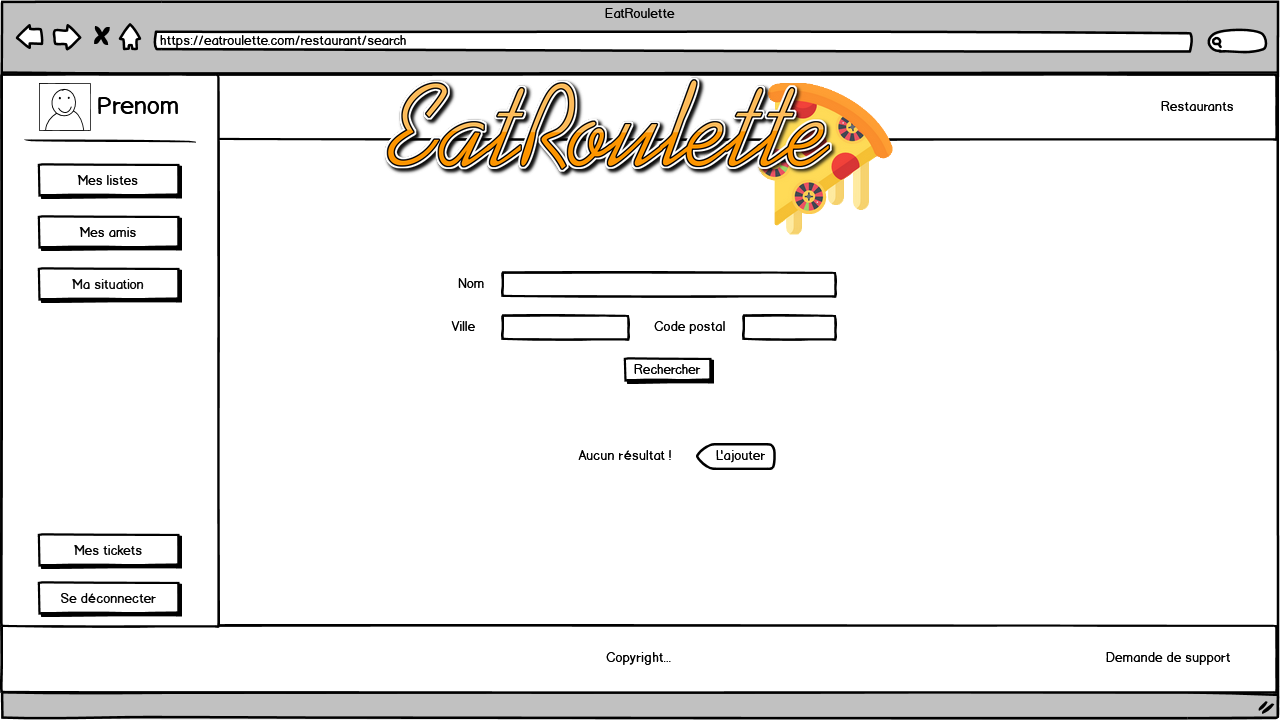 EatRoulette
https://eatroulette.com/restaurant/search
Prenom
EatRoulette
Restaurants
Mes listes
Mes amis
Ma situation
Nom
Ville
Code postal
Rechercher
Aucun résultat !
L'ajouter
Mes tickets
Se déconnecter
Copyright...
Demande de support